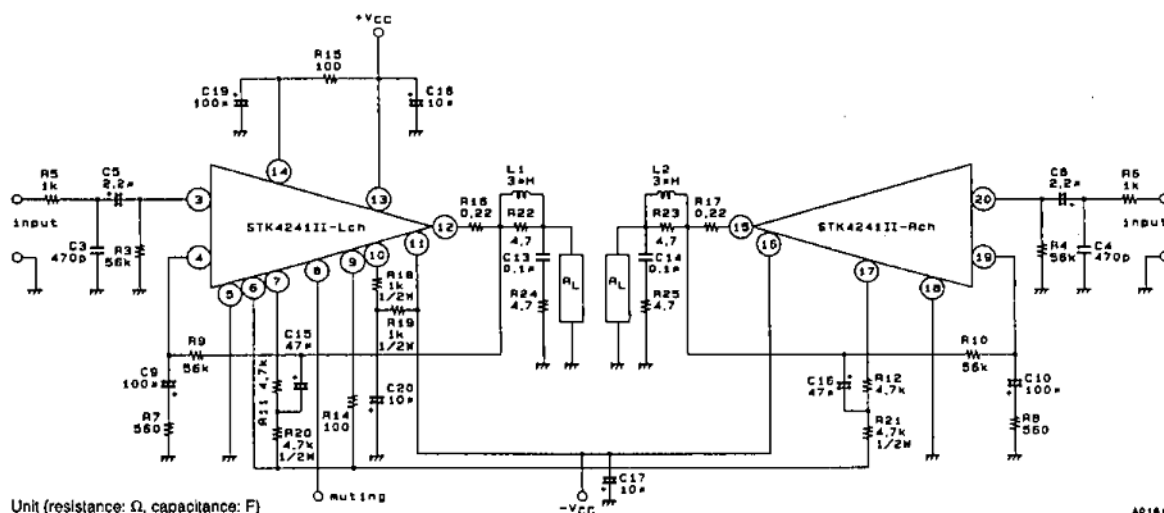 +VCC
R15
100
C19
100µ
C18
10µ
R5
1k
C5
2.2µ
input
C3
470p
R3
56k
3
4
5
6
7
8
9
10
11
12
13
14
STK4241II-Lch
R16
0.22
L1
3µH
R22
4.7
C13
0.1µ
R24
4.7
RL
R18
1k
1/2W
R19
1k
1/2W
R9
56k
C9
100µ
R7
560
C15
47µ
R11 4.7k
R20
4.7k
1/2W
R14
100
C20
10µ
muting
-VCC
C17
10µ
L2
3µH
R23
4.7
R17
0.22
C14
0.1µ
R25
4.7
RL
15
16
17
18
19
20
STK4241II-Rch
C6
2.2µ
R6
1k
input
R4
56k
C4
470p
R10
56k
C10
100µ
R8
560
C16
47µ
R12
4.7k
R21
4.7k
1/2W
Unit {resistance: Ω, capacitance: F}